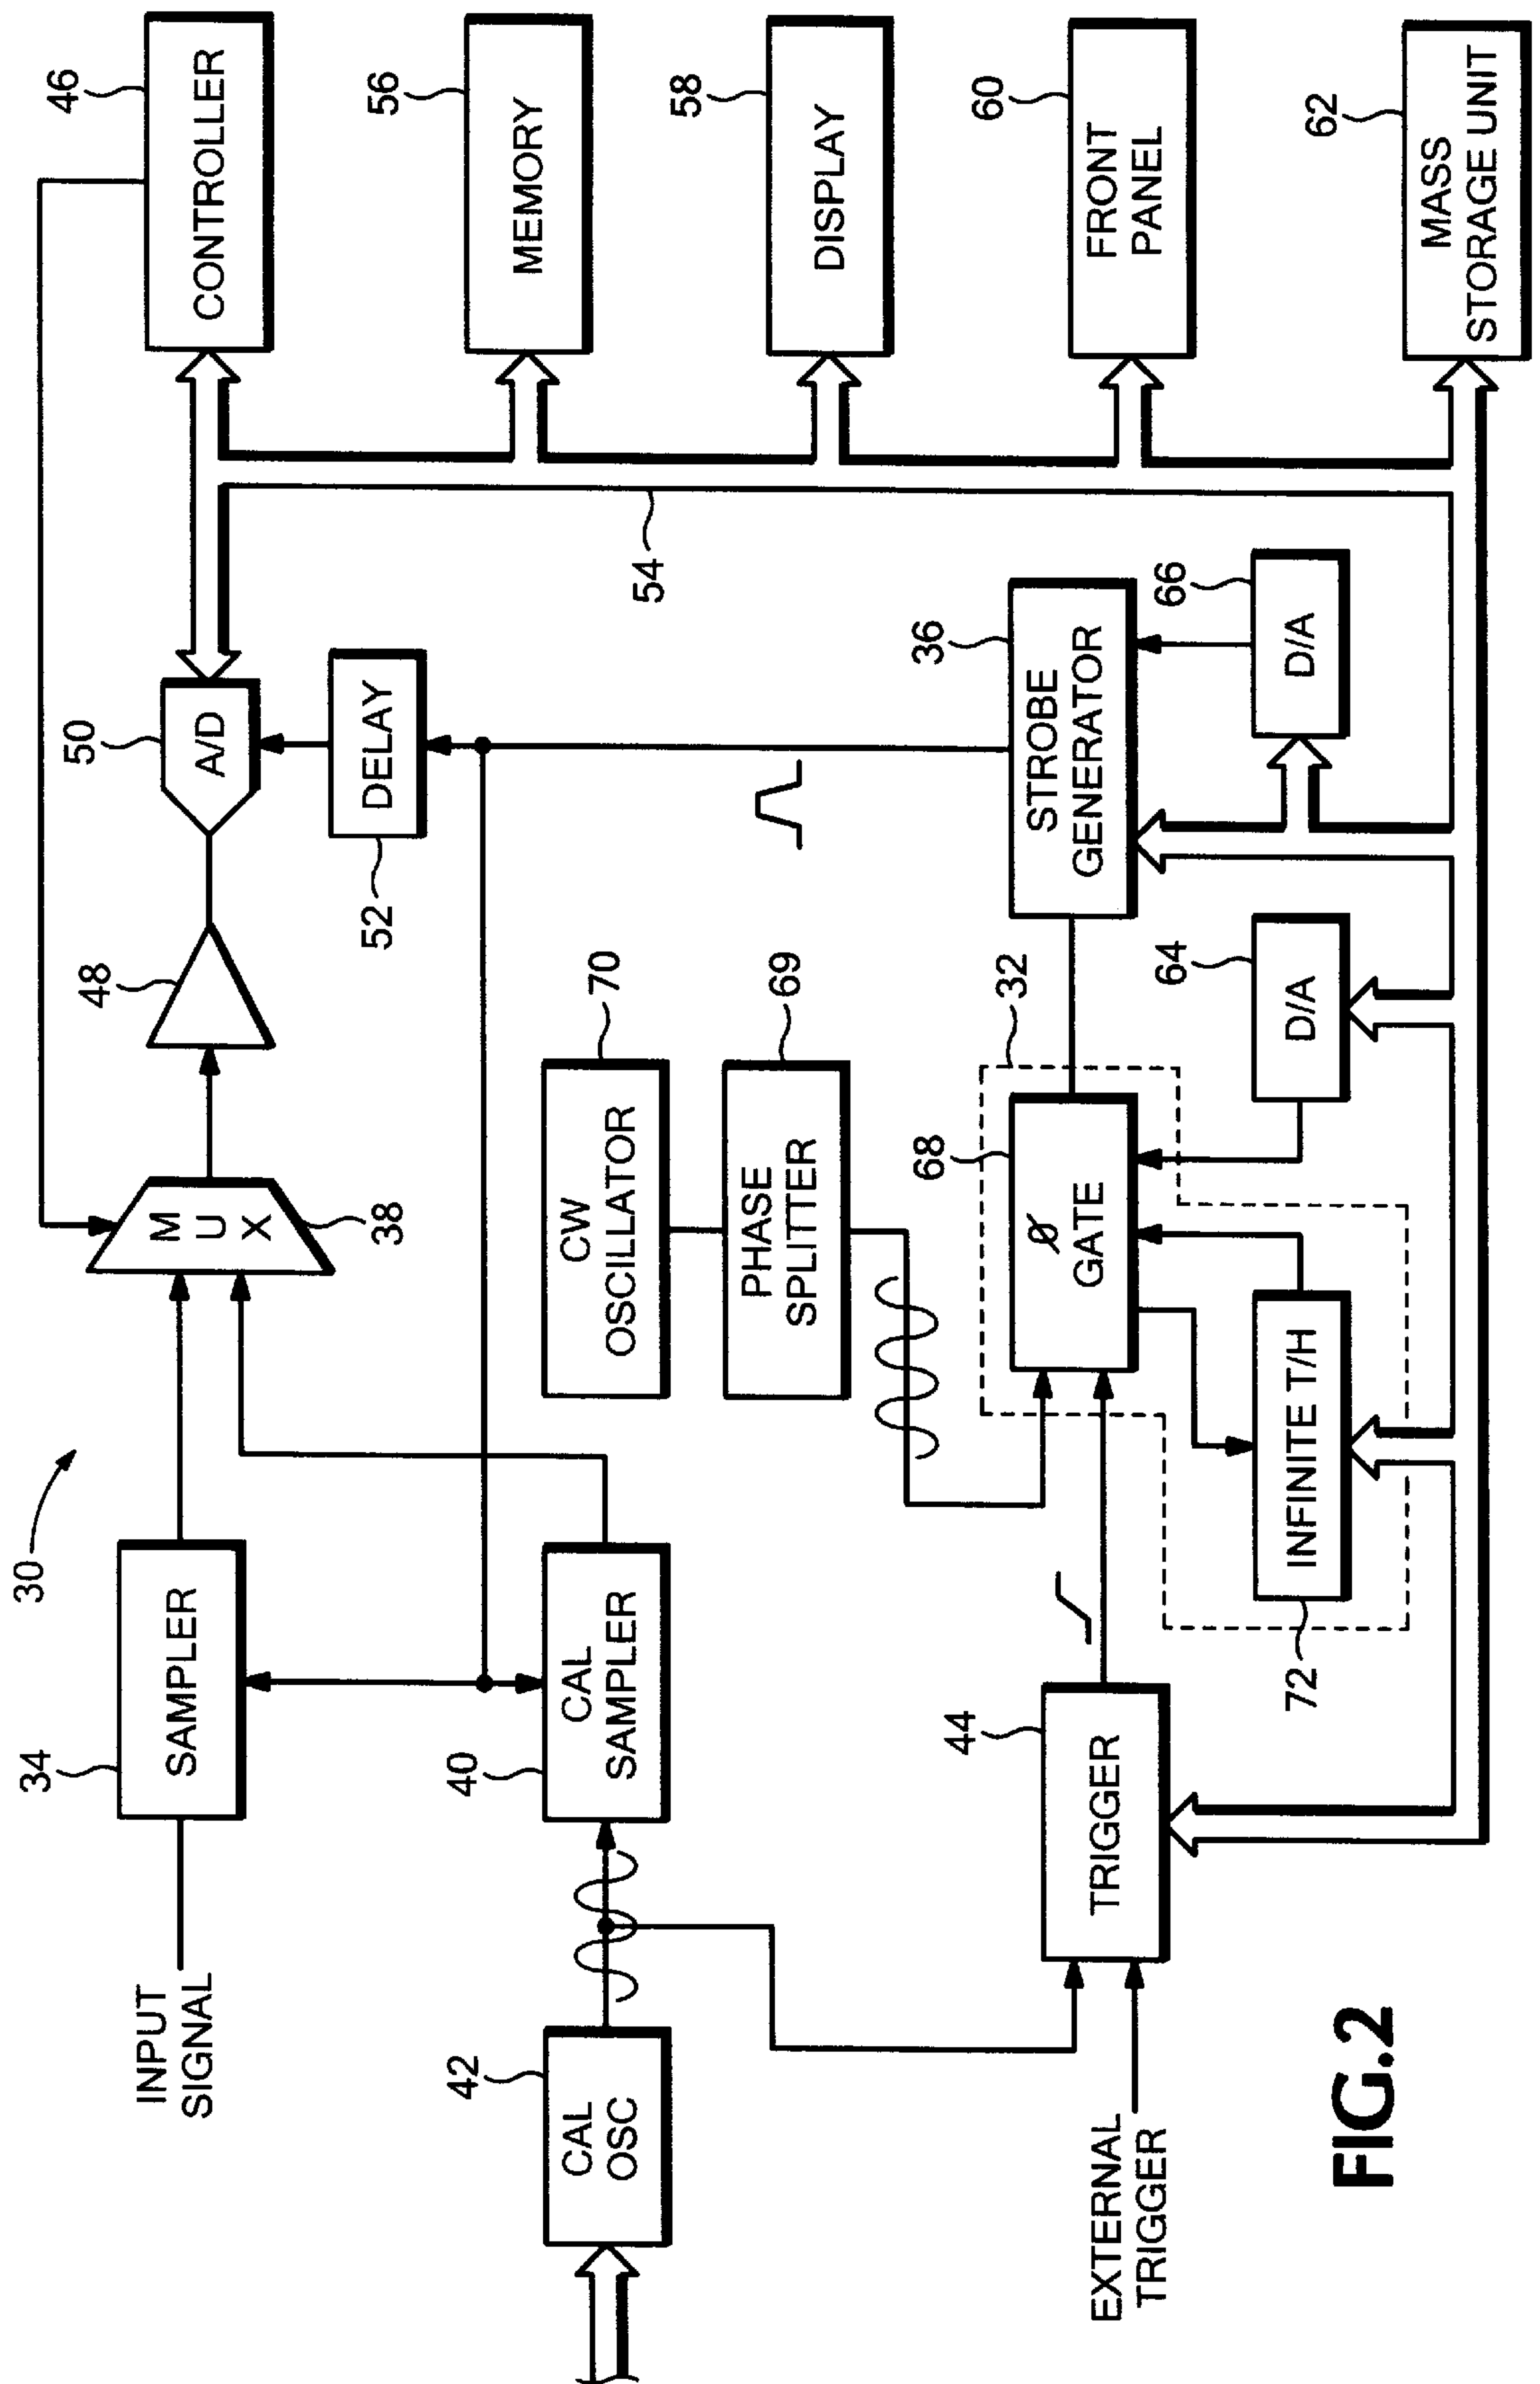 30
INPUT
SIGNAL
34
SAMPLER
M
U
X
38
48
50
A/D
46
CONTROLLER
52
DELAY
56
MEMORY
42
CAL
OSC
40
CAL
SAMPLER
70
CW
OSCILLATOR
54
58
DISPLAY
69
PHASE
SPLITTER
EXTERNAL
TRIGGER
44
TRIGGER
68
Ø
GATE
32
36
STROBE
GENERATOR
60
FRONT
PANEL
72
INFINITE T/H
64
D/A
66
D/A
62
MASS
STORAGE UNIT
FIG.2